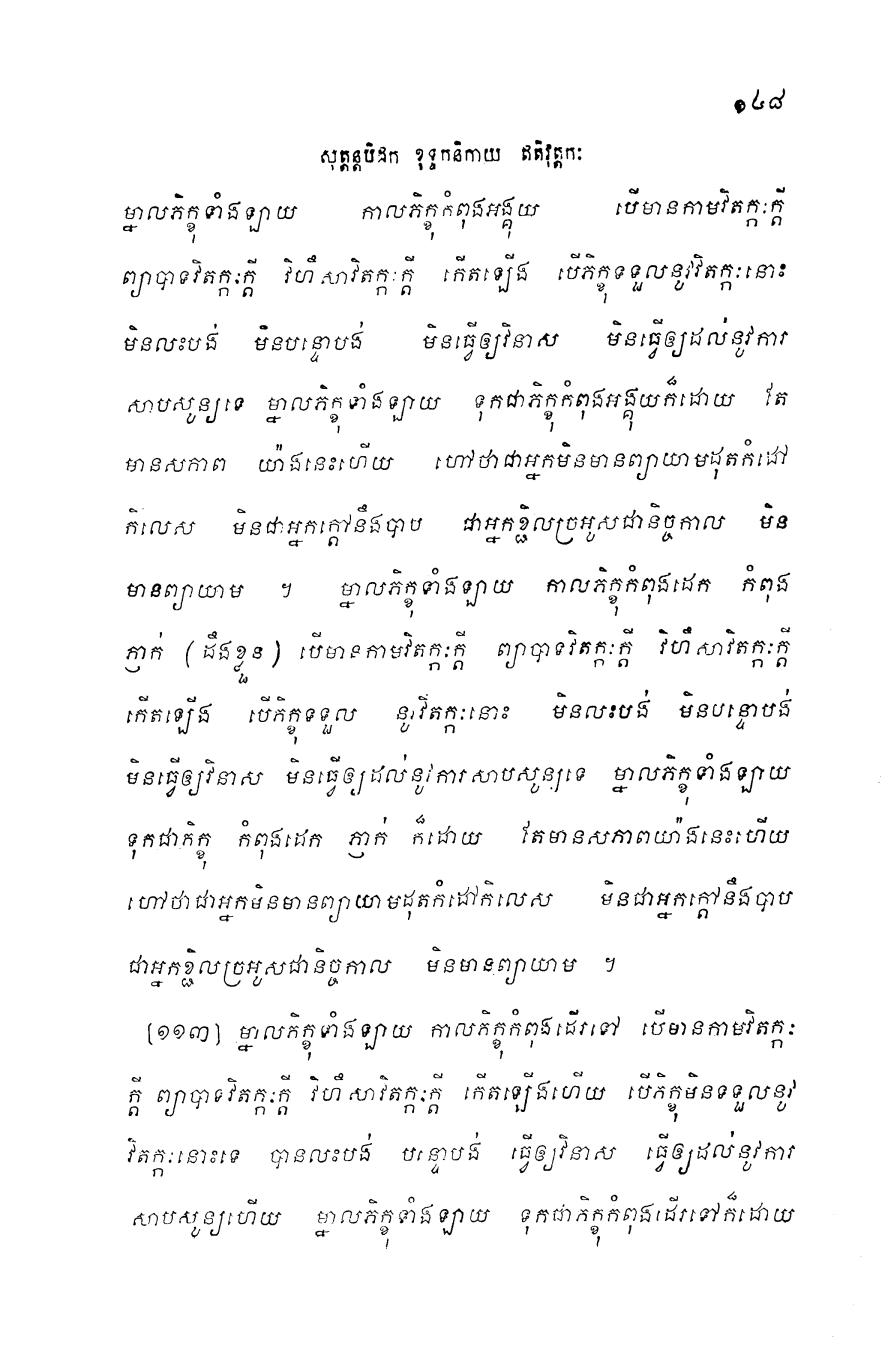 ១៤៨
សុត្តន្តបិដក ខុទ្ទកនិកាយ ឥតិវុត្តកៈ
ម្នាលភិក្ខុទាំងឡាយ កាលភិក្ខុកំពុងអង្គុយ បើមានកាមវិតក្កៈក្តី
ព្យាបាទវិតក្កៈក្តី វិហឹសាវិតក្កៈក្តី កើតឡើង បើភិក្ខុទទួលនូវវិតក្កៈនោះ
មិនលះបង់ មិនបន្ទោបង់ មិនធ្វើឲ្យវិនាស មិនធ្វើឲ្យដល់នូវការ
សាបសូន្យទេ ម្នាលភិក្ខុទាំងឡាយ ទុកជាភិក្ខុកំពុងអង្គុយក៏ដោយ តែ
មានសភាព យ៉ាងនេះហើយ ហៅថាជាអ្នកមិនមានព្យាយាមដុតកំដៅ
កិលេស មិនជាអ្នកក្តៅនឹងបាប ជាអ្នកខ្ជិលច្រអូសជានិច្ចកាល មិន
មានព្យាយាម ។ ម្នាលភិក្ខុទាំងឡាយ កាលភិក្ខុកំពុងដេក កំពុង
ភ្ញាក់ (ដឹងខ្លួន) បើមានកាមវិតក្កៈក្តី ព្យាបាទវិតក្កៈក្តី វិហឹសាវិតក្កៈក្តី
កើតឡើង បើភិក្ខុទទួល នូវវិតក្កៈនោះ មិនលះបង់ មិនបន្ទោបង់
មិនធ្វើឲ្យវិនាស មិនធ្វើឲ្យដល់នូវការសាបសូន្យទេ ម្នាលភិក្ខុទាំងឡាយ
ទុកជាភិក្ខុ កំពុងដេក ភ្ញាក់ ក៏ដោយ តែមានសភាពយ៉ាងនេះហើយ
ហៅថាជាអ្នកមិនមានព្យាយាមដុតកំដៅកិលេស មិនជាអ្នកក្តៅនឹងបាប
ជាអ្នកខ្ជិលច្រអូសជានិច្ចកាល មិនមានព្យាយាម ។
[១១៣] ម្នាលភិក្ខុទាំងឡាយ កាលភិក្ខុកំពុងដើរទៅ បើមានកាមវិតក្កៈ
ក្តី ព្យាបាទវិតក្កៈក្តី វិហឹសាវិតក្កៈក្តី កើតឡើងហើយ បើភិក្ខុមិនទទួលនូវ
វិតក្កៈនោះទេ បានលះបង់ បន្ទោបង់ ធ្វើឲ្យវិនាស ធ្វើឲ្យដល់នូវការ
សាបសូន្យហើយ ម្នាលភិក្ខុទាំងឡាយ ទុកជាភិក្ខុកំពុងដើរទៅក៏ដោយ